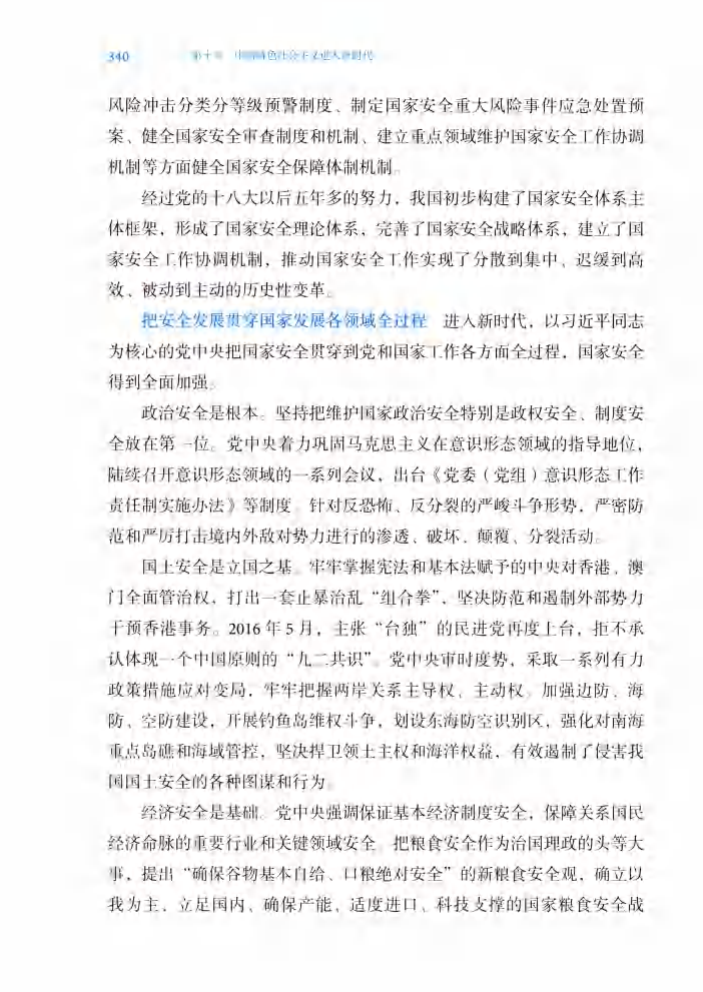 340 第十章 中国特色社会主义进入新时代
风险冲击分类分等级预警制度、制定国家安全重大风险事件应急处置预
案、健全国家安全审查制度和机制、建立重点领域维护国家安全工作协调
机制等方面健全国家安全保障体制机制。
经过党的十八大以后五年多的努力，我国初步构建了国家安全体系主
体框架，形成了国家安全理论体系，完善了国家安全战略体系，建立了国
家安全工作协调机制，推动国家安全工作实现了分散到集中、迟缓到高
效、被动到主动的历史性变革。
把安全发展贯穿国家发展各领域全过程 进入新时代，以习近平同志
为核心的党中央把国家安全贯穿到党和国家工作各方面全过程，国家安全
得到全面加强。
政治安全是根本。坚持把维护国家政治安全特别是政权安全、制度安
全放在第一位。党中央着力巩固马克思主义在意识形态领域的指导地位，
陆续召开意识形态领域的一系列会议，出台《党委（党组）意识形态工作
责任制实施办法》等制度。针对反恐怖、反分裂的严峻斗争形势，严密防
范和严厉打击境内外敌对势力进行的渗透、破坏、颠覆、分裂活动。
国土安全是立国之基。牢牢掌握宪法和基本法赋予的中央对香港、澳
门全面管治权，打出一套止暴治乱“组合拳”，坚决防范和遏制外部势力
干预香港事务。2016年5月，主张“台独”的民进党再度上台，拒不承
认体现一个中国原则的“九二共识”。党中央审时度势，采取一系列有力
政策措施应对变局，牢牢把握两岸关系主导权、主动权。加强边防、海
防、空防建设，开展钓鱼岛维权斗争，划设东海防空识别区，强化对南海
重点岛礁和海域管控，坚决捍卫领土主权和海洋权益，有效遏制了侵害我
国国土安全的各种图谋和行为。
经济安全是基础。党中央强调保证基本经济制度安全，保障关系国民
经济命脉的重要行业和关键领域安全。把粮食安全作为治国理政的头等大
事，提出“确保谷物基本自给、口粮绝对安全”的新粮食安全观，确立以
我为主、立足国内、确保产能、适度进口、科技支撑的国家粮食安全战